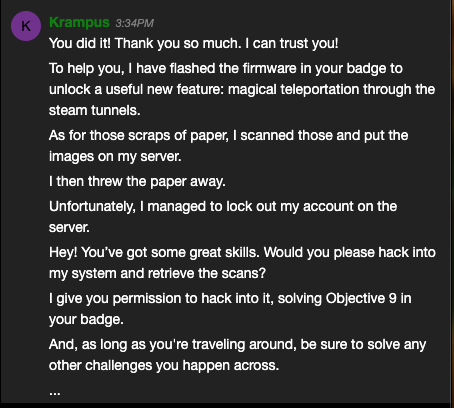 K
Krampus 3:34PM
You did it! Thank you so much. I can trust you!
To help you, I have flashed the firmware in your badge to
unlock a useful new feature: magical teleportation through the
steam tunnels.
As for those scraps of paper, I scanned those and put the
images on my server.
I then threw the paper away.
Unfortunately, I managed to lock out my account on the
server.
Hey! You’ve got some great skills. Would you please hack into
my system and retrieve the scans?
I give you permission to hack into it, solving Objective 9 in
your badge.
And, as long as you're traveling around, be sure to solve any
other challenges you happen across.
...